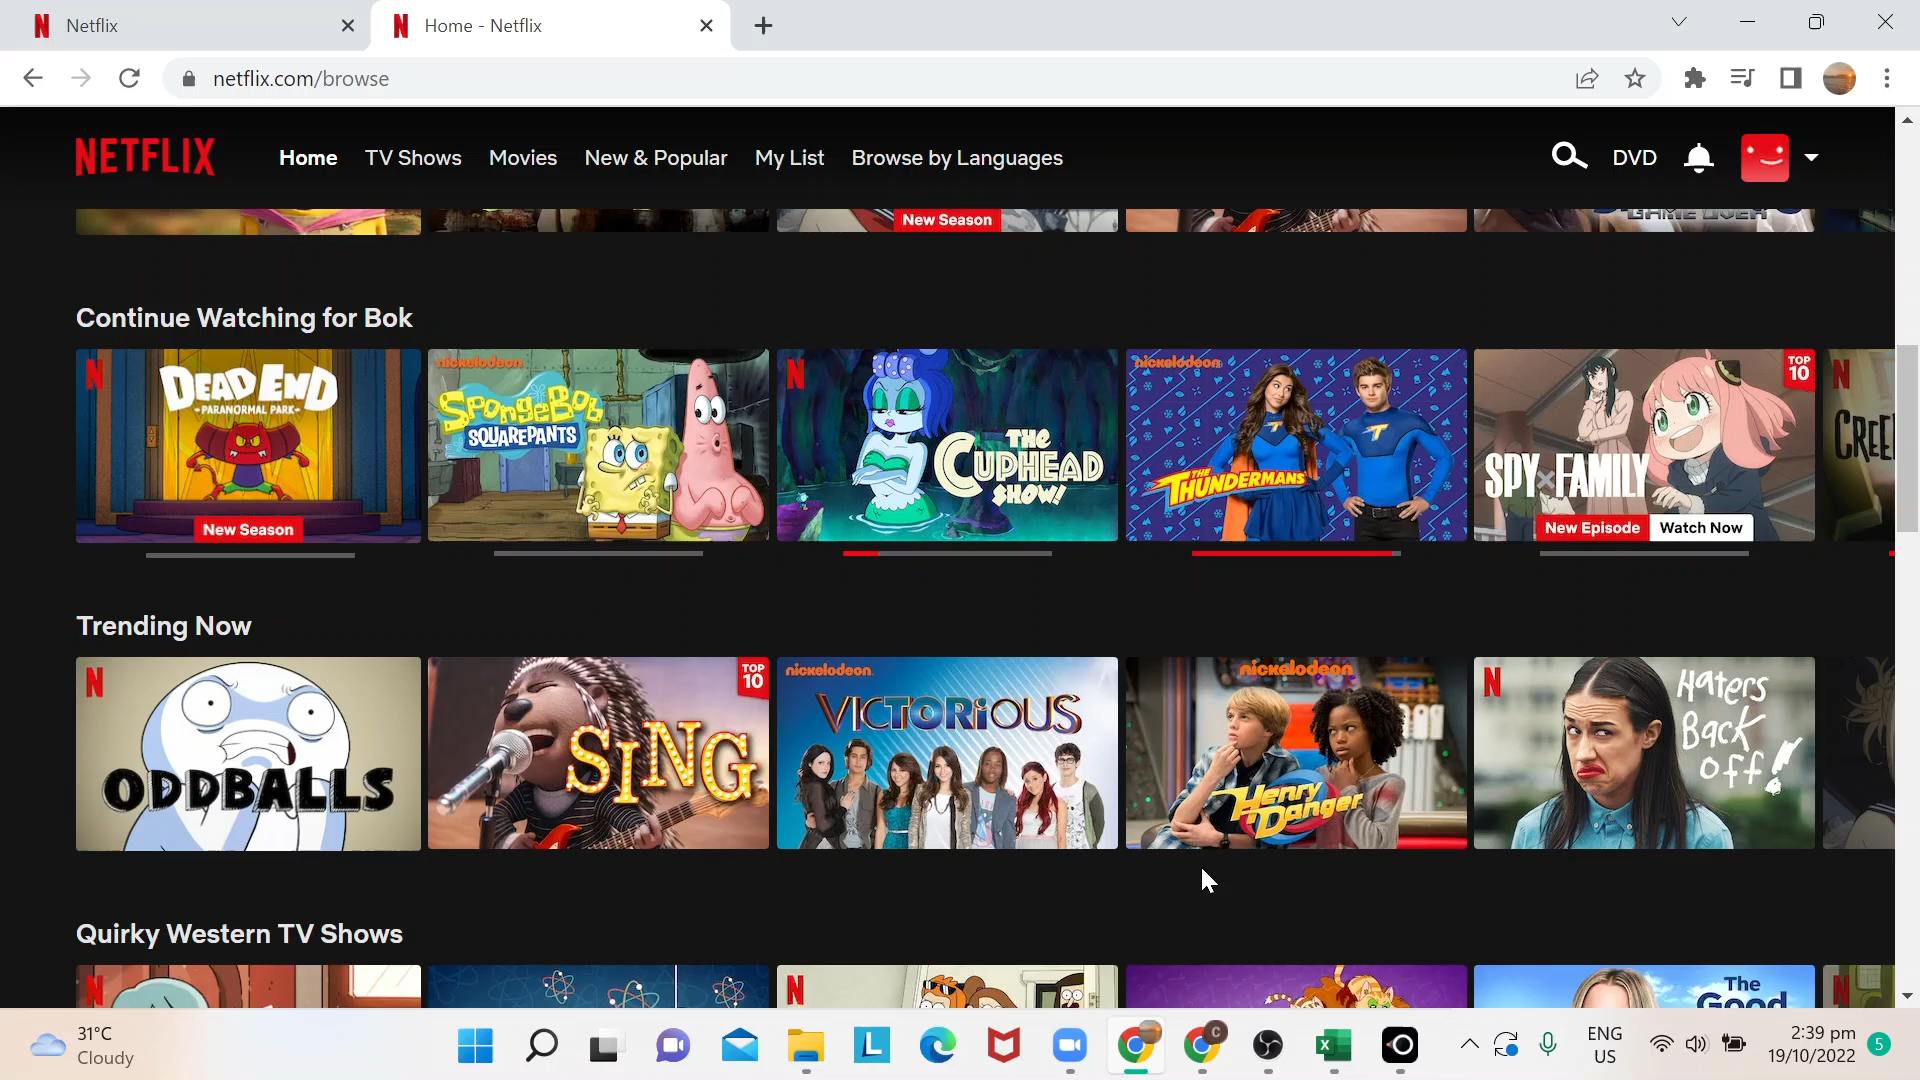 Netflix
Home - Netflix
netflix.com/browse
NETFLIX Home TV Shows Movies New & Popular My List Browse by Languages DVD
New Season
GAME OVER
Continue Watching for Bok
DEAD END
-PARANORMAL PARK-
New Season
nickelodeon
SPONGEBOB
SQUAREPANTS
THE
CUPHEAD
SHOW!
nickelodeon
THE
THUNDERMANS
TOP
10
SPY×FAMILY
New Episode Watch Now
Trending Now
ODDBALLS
TOP
10
SING
nickelodeon
VICTORiOUS
nickelodeon
Henry
Danger
Haters
Back
Off!
Quirky Western TV Shows
The
Good
31°C
Cloudy
C
ENG
US
2:39 pm
19/10/2022
5